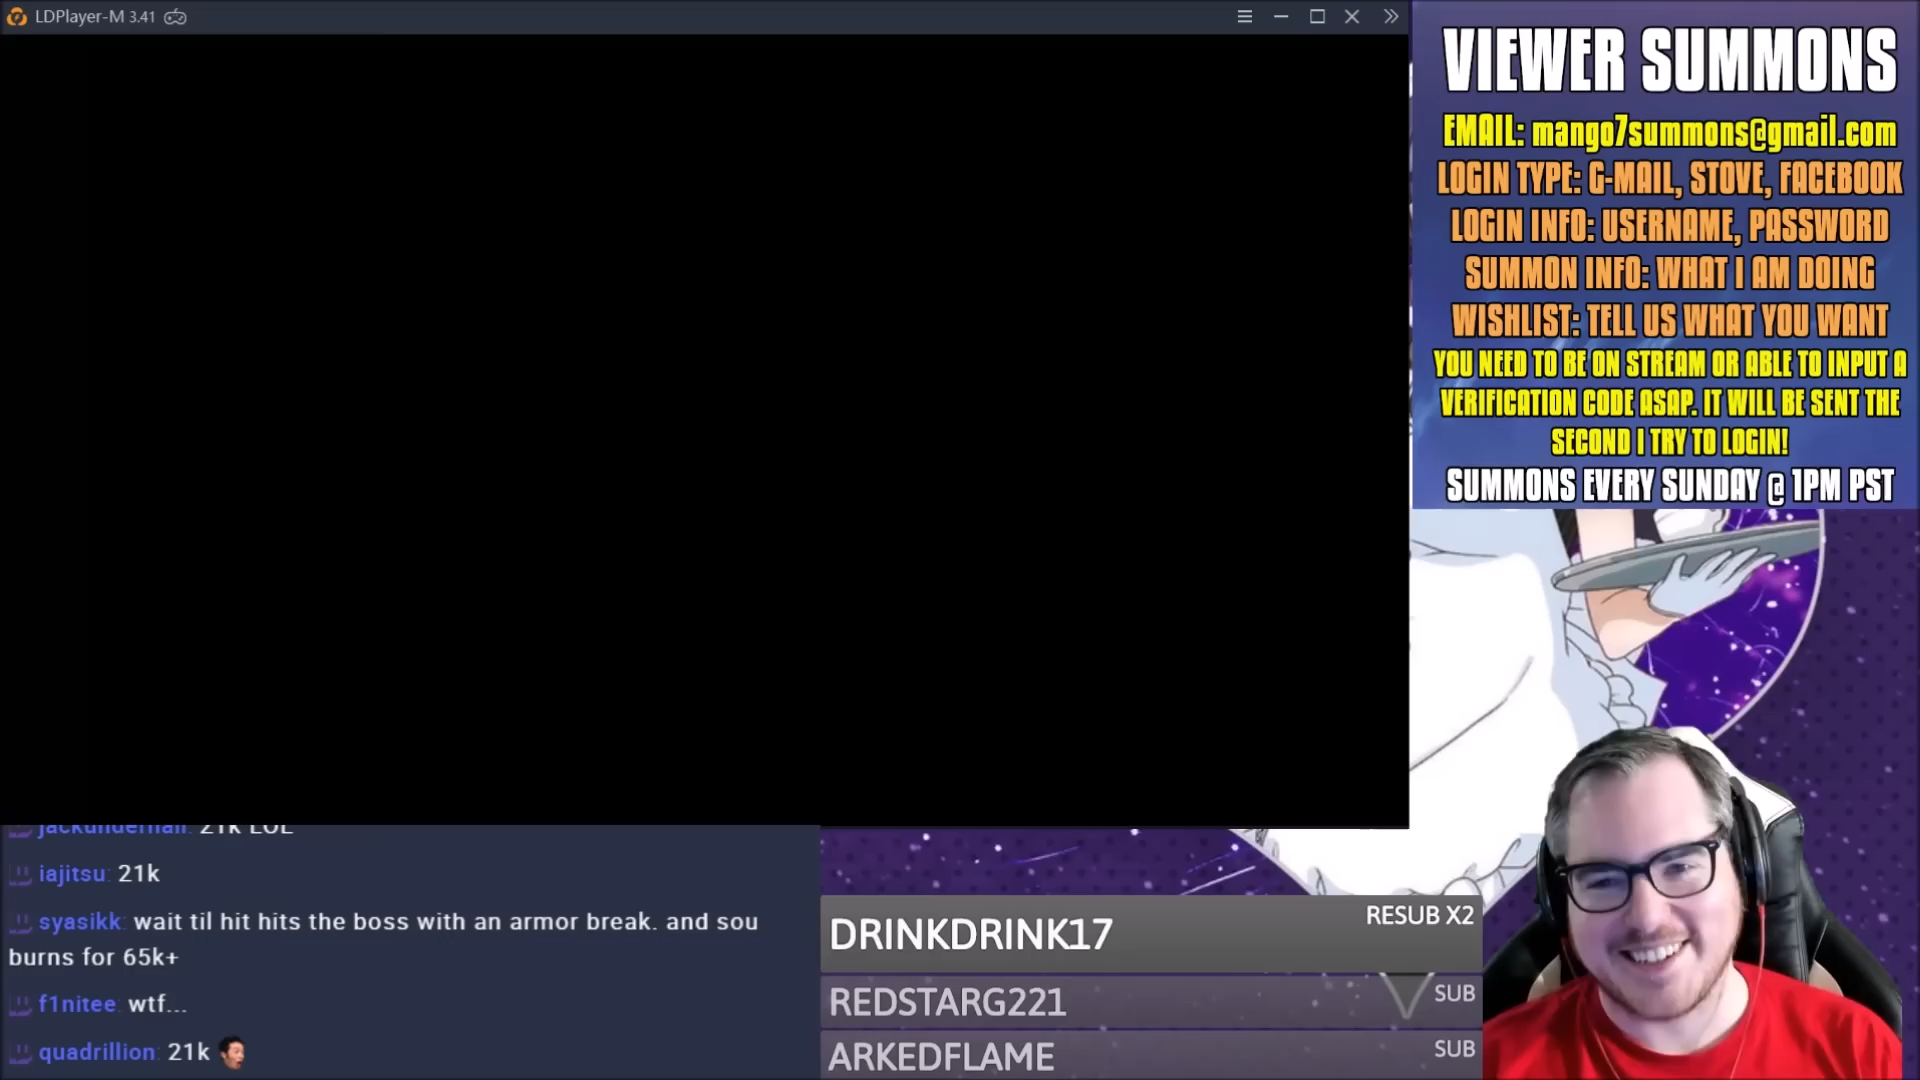 LDPlayer-M 3.41
VIEWER SUMMONS
EMAIL: mango7summons@gmail.com
LOGIN TYPE: G-MAIL, STOVE, FACEBOOK
LOGIN INFO: USERNAME, PASSWORD
SUMMON INFO: WHAT I AM DOING
WISHLIST: TELL US WHAT YOU WANT
YOU NEED TO BE ON STREAM OR ABLE TO INPUT A
VERIFICATION CODE ASAP. IT WILL BE SENT THE
SECOND I TRY TO LOGIN!
SUMMONS EVERY SUNDAY @ 1PM PST
21k LOL
iajitsu: 21k
syasikk: wait til hit hits the boss with an armor break. and sou
burns for 65k+
f1nitee: wtf...
quadrillion: 21k
DRINKDRINK17 RESUB X2
REDSTARG221 SUB
ARKEDFLAME SUB